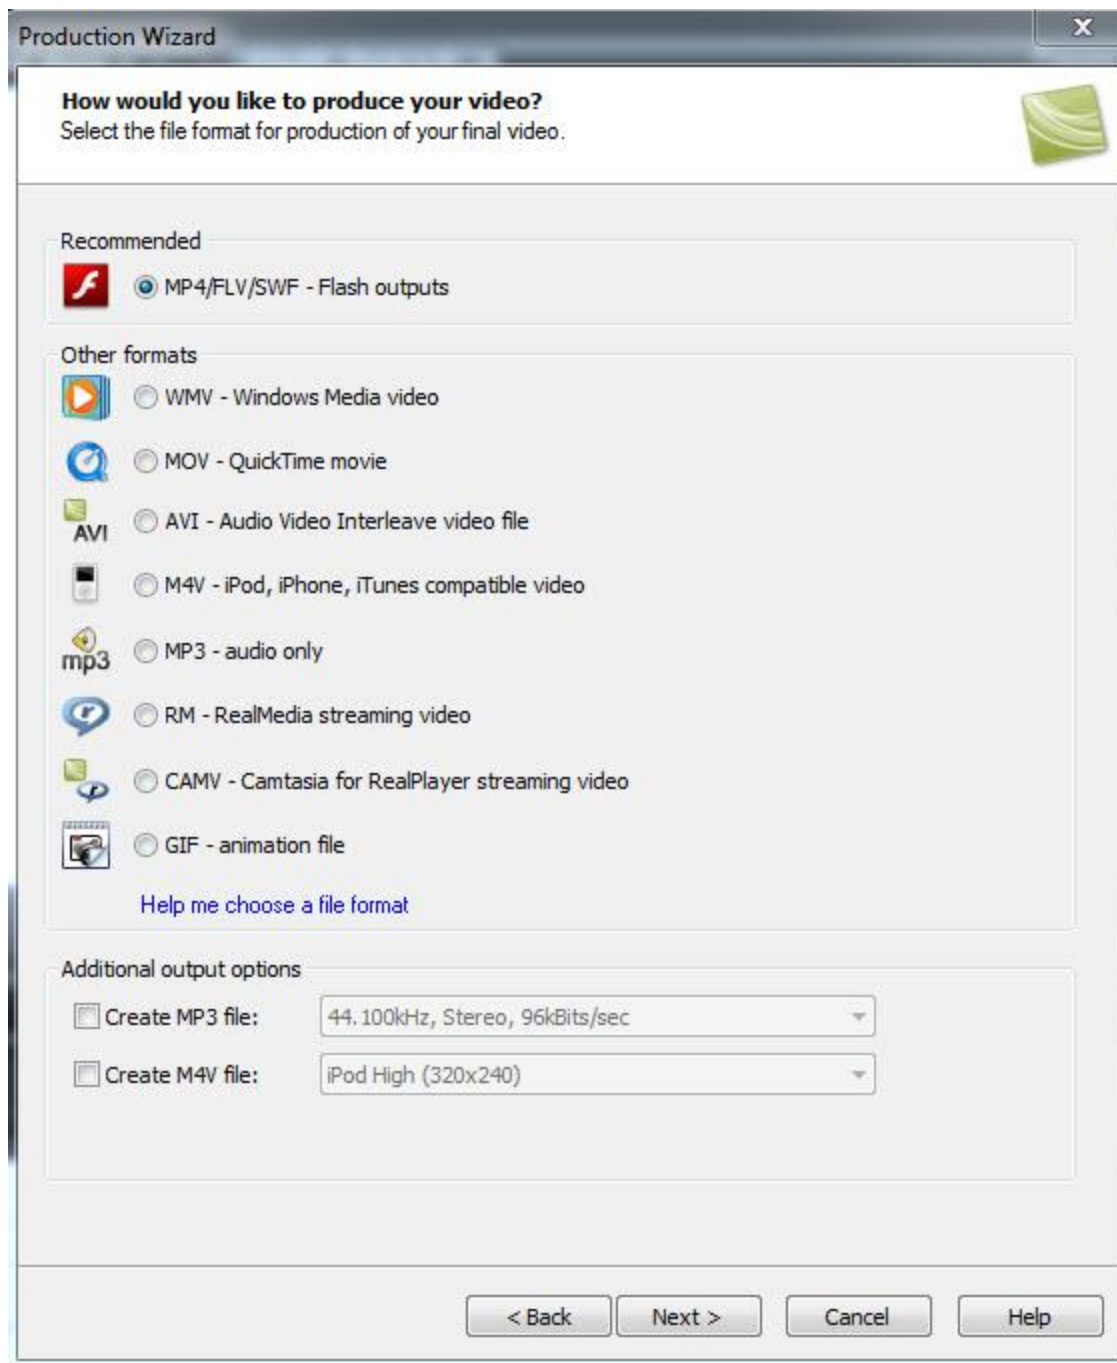 Production Wizard
X
How would you like to produce your video?
Select the file format for production of your final video.
Recommended
MP4/FLV/SWF - Flash outputs
Other formats
WMV - Windows Media video
MOV - QuickTime movie
AVI AVI - Audio Video Interleave video file
M4V - iPod, iPhone, iTunes compatible video
mp3 MP3 - audio only
RM - RealMedia streaming video
CAMV - Camtasia for RealPlayer streaming video
GIF - animation file
Help me choose a file format
Additional output options
Create MP3 file: 44.100kHz, Stereo, 96kBits/sec
Create M4V file: iPod High (320x240)
< Back Next > Cancel Help